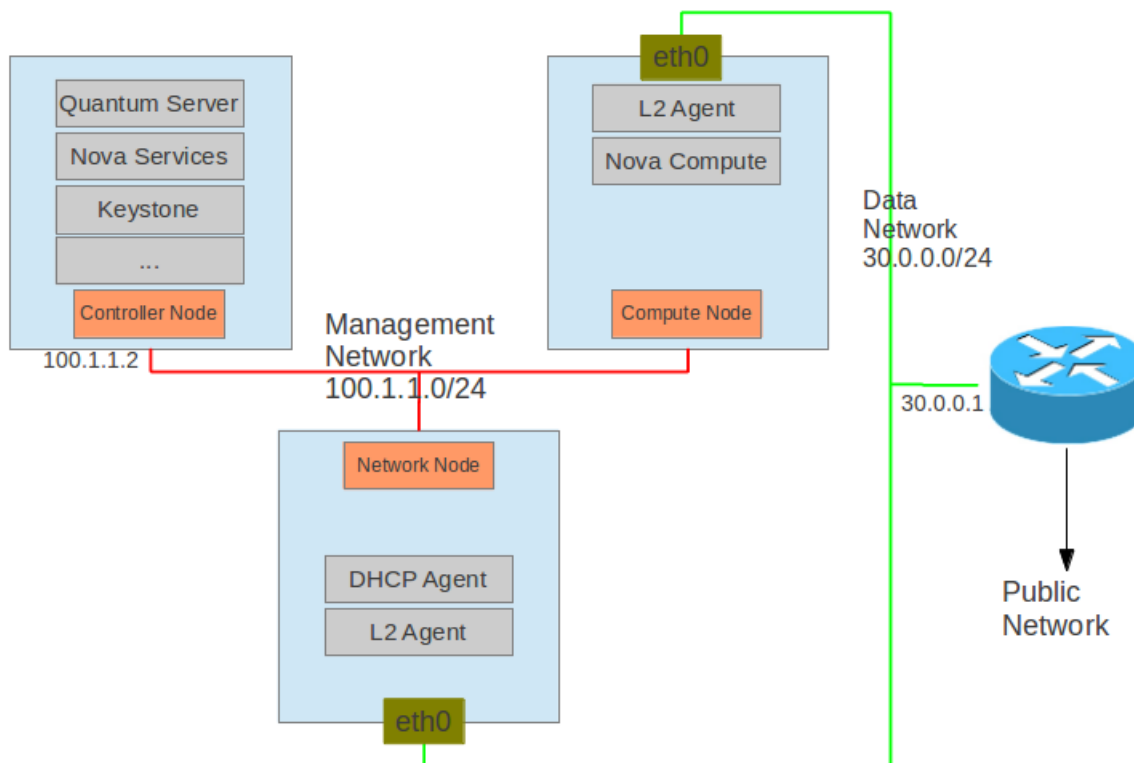 Quantum Server
Nova Services
Keystone
...
Controller Node
100.1.1.2
eth0
L2 Agent
Nova Compute
Compute Node
Management
Network
100.1.1.0/24
Data
Network
30.0.0.0/24
30.0.0.1
Network Node
DHCP Agent
L2 Agent
eth0
Public
Network